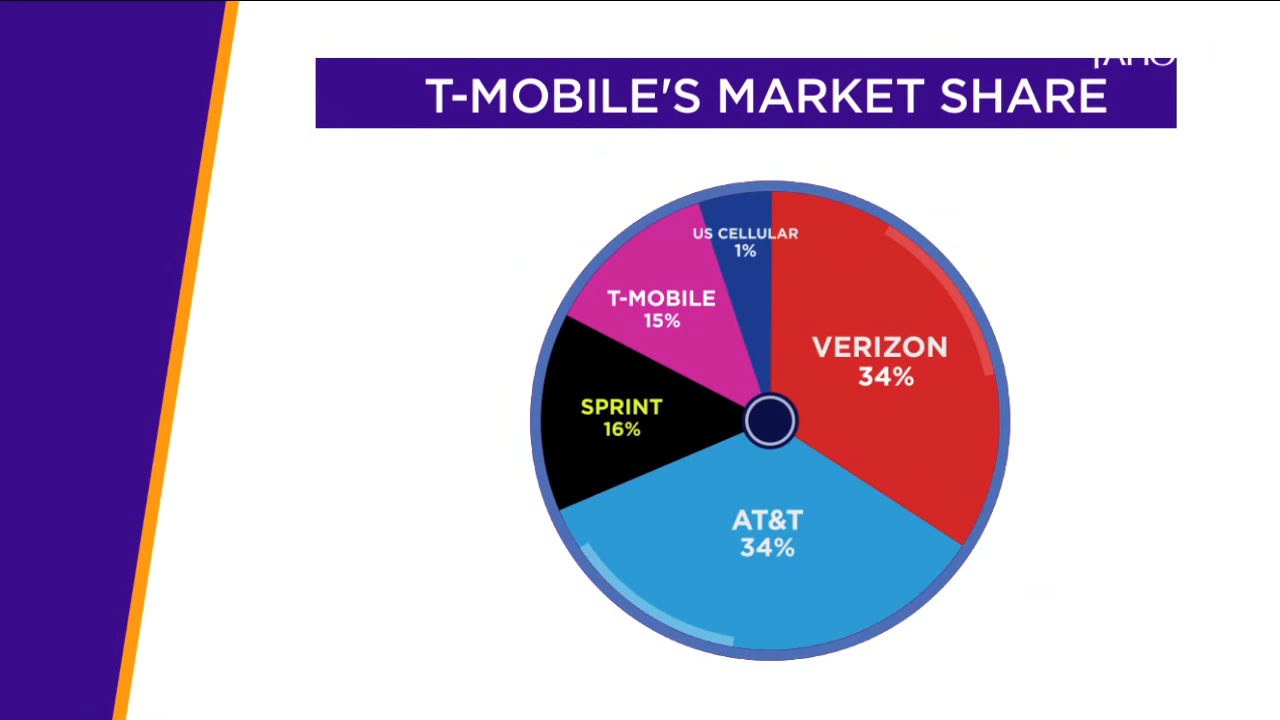 T-MOBILE'S MARKET SHARE
US CELLULAR
1%
T-MOBILE
15%
VERIZON
34%
SPRINT
16%
AT&T
34%